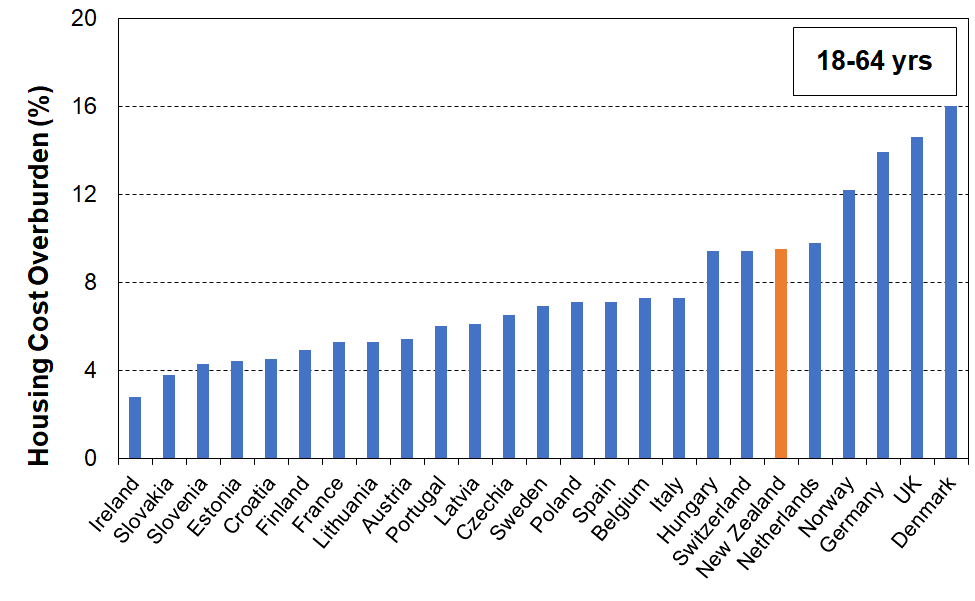 20
16
12
8
4
0
Housing Cost Overburden (%)
18-64 yrs
Ireland
Slovakia
Slovenia
Estonia
Croatia
Finland
France
Lithuania
Austria
Portugal
Latvia
Czechia
Sweden
Poland
Spain
Belgium
Italy
Hungary
Switzerland
New Zealand
Netherlands
Norway
Germany
UK
Denmark